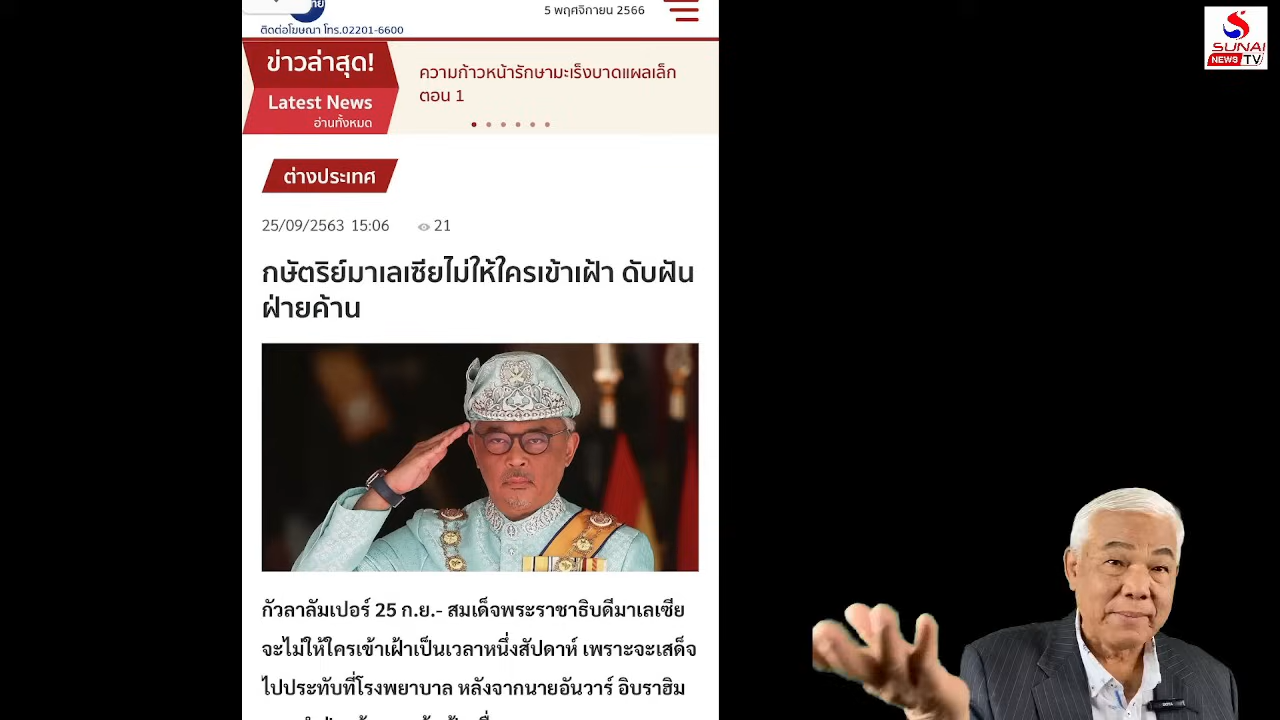 5 พฤศจิกายน 2566
ติดต่อโฆษณา โทร.02201-6600
ข่าวล่าสุด!
Latest News
อ่านทั้งหมด
ความก้าวหน้ารักษามะเร็งบาดแผลเล็ก
ตอน 1
ต่างประเทศ
25/09/2563 15:06 21
กษัตริย์มาเลเซียไม่ให้ใครเข้าเฝ้า ดับฝัน
ฝ่ายค้าน
กัวลาลัมเปอร์ 25 ก.ย.- สมเด็จพระราชาธิบดีมาเลเซีย
จะไม่ให้ใครเข้าเฝ้าเป็นเวลาหนึ่งสัปดาห์ เพราะจะเสด็จ
ไปประทับที่โรงพยาบาล หลังจากนายอันวาร์ อิบราฮิม
SUNAI
NEWS TV